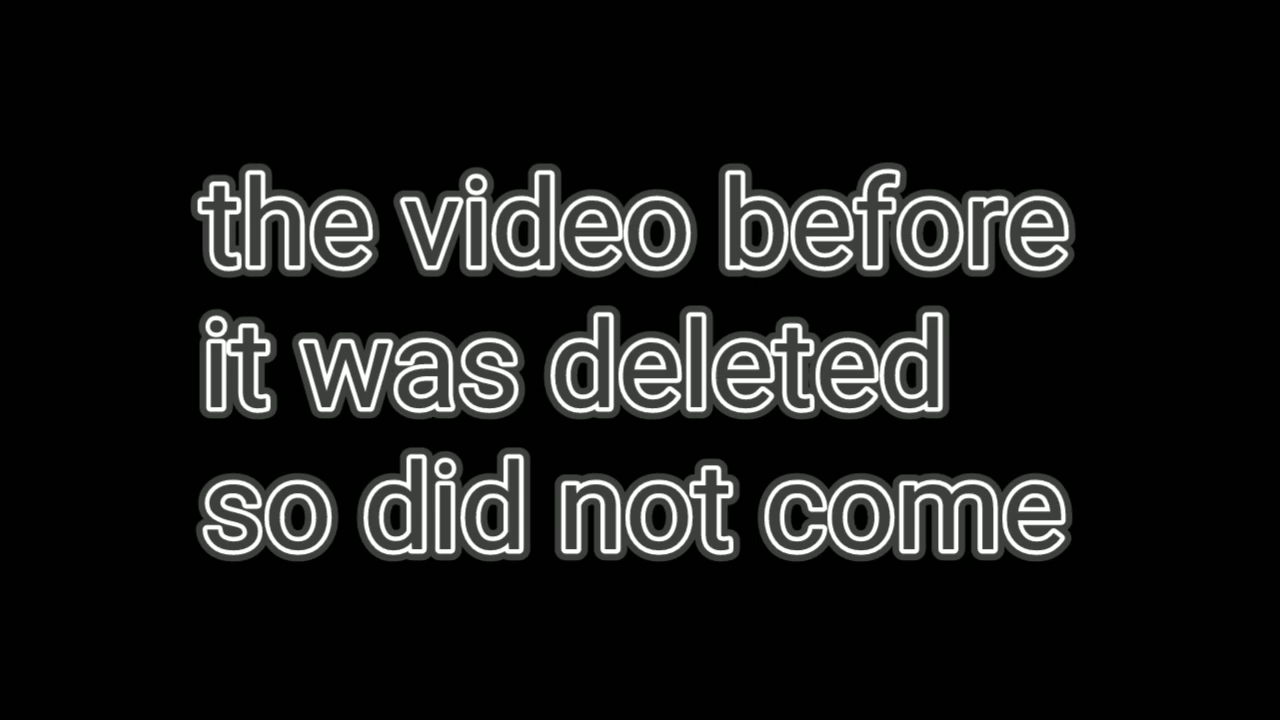 the video before
it was deleted
so did not come